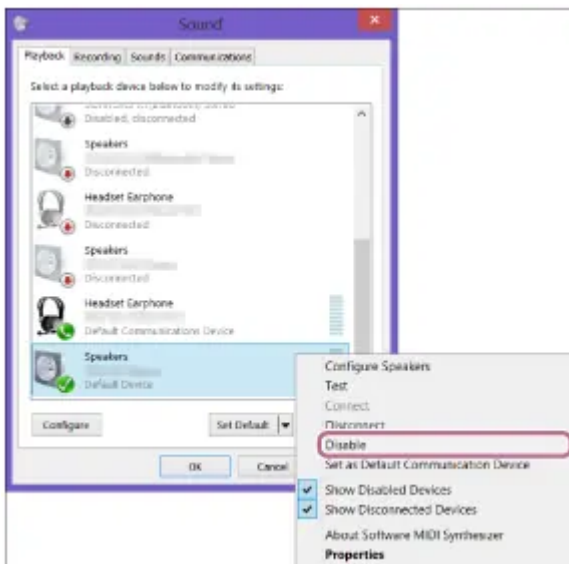 Sound
Playback Recording Sounds Communications
Select a playback device below to modify its settings:
Disabled, disconnected
Speakers
Disconnected
Headset Earphone
Disconnected
Speakers
Disconnected
Headset Earphone
Default Communications Device
Speakers
Default Device
Configure
Set Default
OK
Cancel
Configure Speakers
Test
Connect
Disconnect
Disable
Set as Default Communication Device
Show Disabled Devices
Show Disconnected Devices
About Software MIDI Synthesizer
Properties